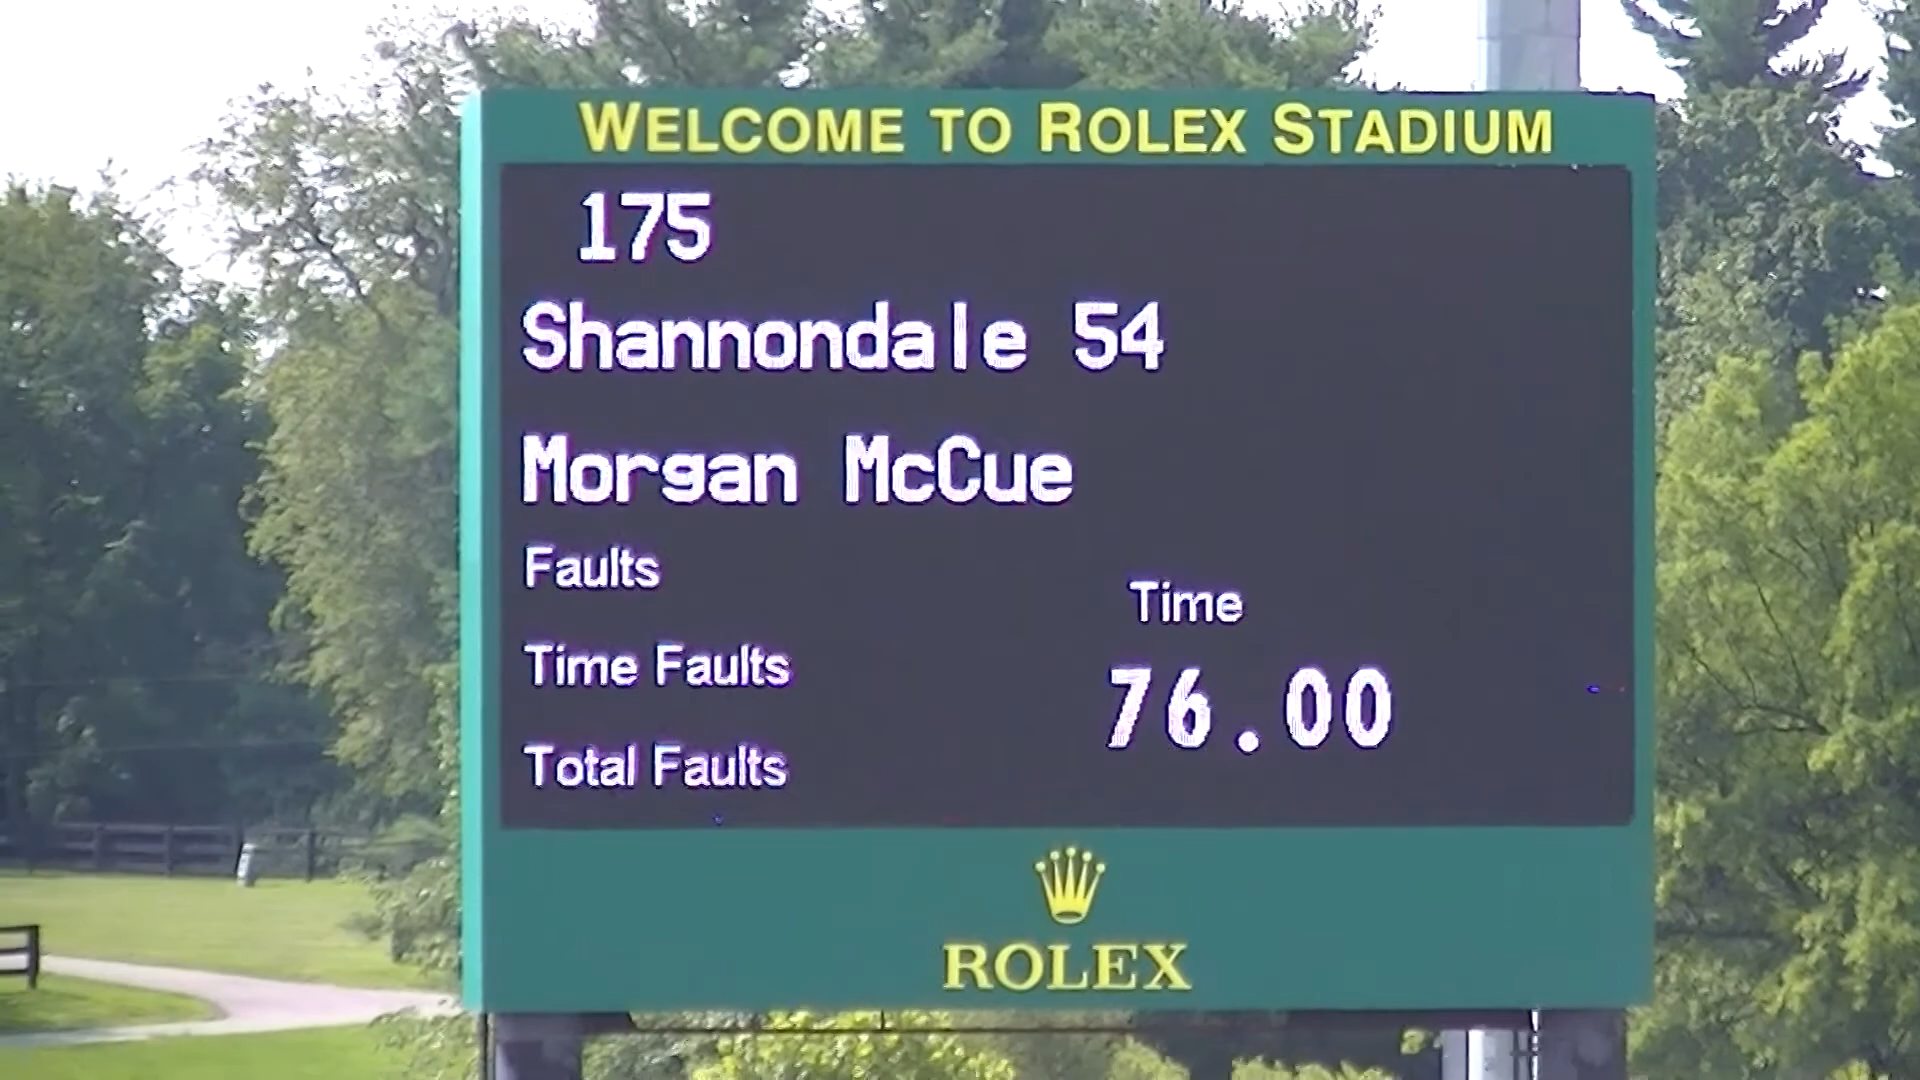 WELCOME TO ROLEX STADIUM
175
Shannondale 54
Morgan McCue
Faults
Time
Time Faults
76.00
Total Faults
ROLEX